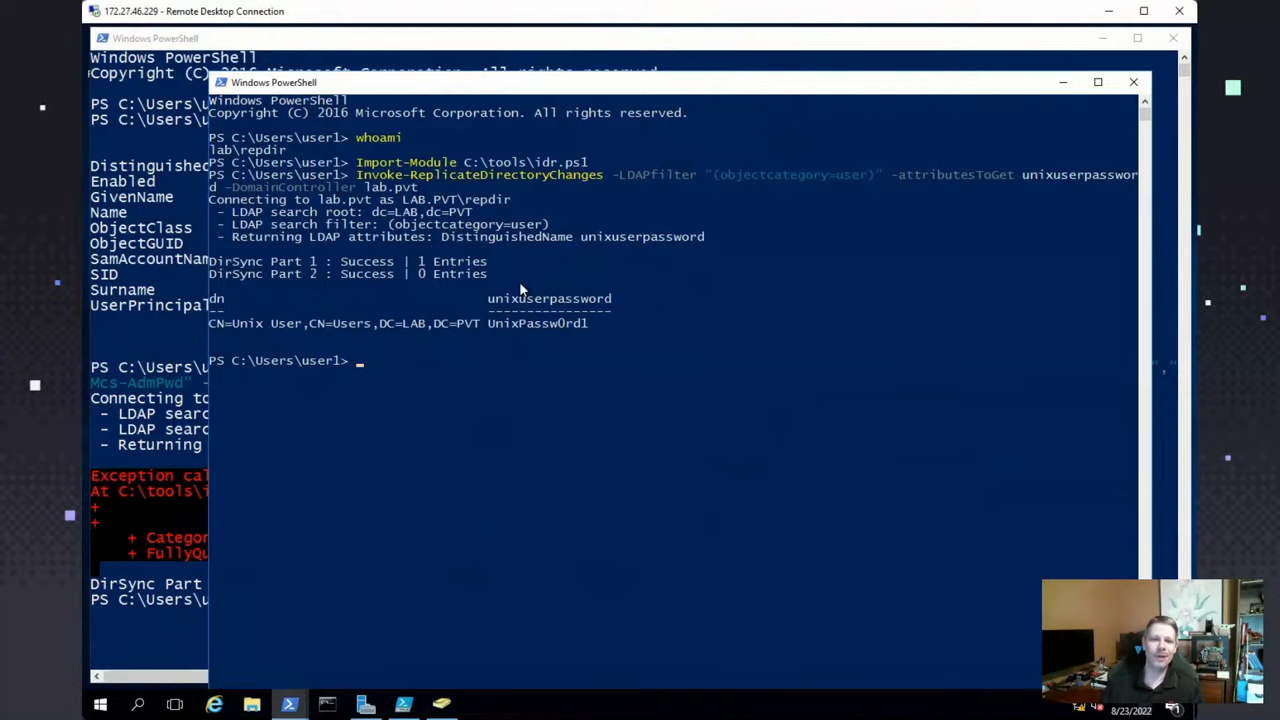 172.27.46.229 - Remote Desktop Connection
Windows PowerShell
Windows PowerShell
Copyright (C)
Microsoft Corporation. All rights reserved.
PS C:\Users\u
PS C:\Users\u
Distinguished
Enabled
GivenName
Name
ObjectClass
ObjectGUID
SamAccountNam
SID
Surname
UserPrincipal
PS C:\Users\u
Mcs-AdmPwd" -
","
Connecting to
- LDAP searc
- LDAP searc
- Returning
Exception cal
At C:\tools\i
+
+
+ Categor
+ FullyQu
DirSync Part
PS C:\Users\u
Windows PowerShell
Windows PowerShell
Copyright (C) 2016 Microsoft Corporation. All rights reserved.
PS C:\Users\user1> whoami
lab\repdir
PS C:\Users\user1> Import-Module C:\tools\idr.ps1
PS C:\Users\user1> Invoke-ReplicateDirectoryChanges -LDAPfilter "(objectcategory=user)" -attributesToGet unixuserpasswor
d -DomainController lab.pvt
Connecting to lab.pvt as LAB.PVT\repdir
- LDAP search root: dc=LAB,dc=PVT
- LDAP search filter: (objectcategory=user)
- Returning LDAP attributes: DistinguishedName unixuserpassword
DirSync Part 1 : Success | 1 Entries
DirSync Part 2 : Success | 0 Entries
dn unixuserpassword
-- ----------------
CN=Unix User,CN=Users,DC=LAB,DC=PVT UnixPassw0rd1
PS C:\Users\user1>
8/23/2022
1